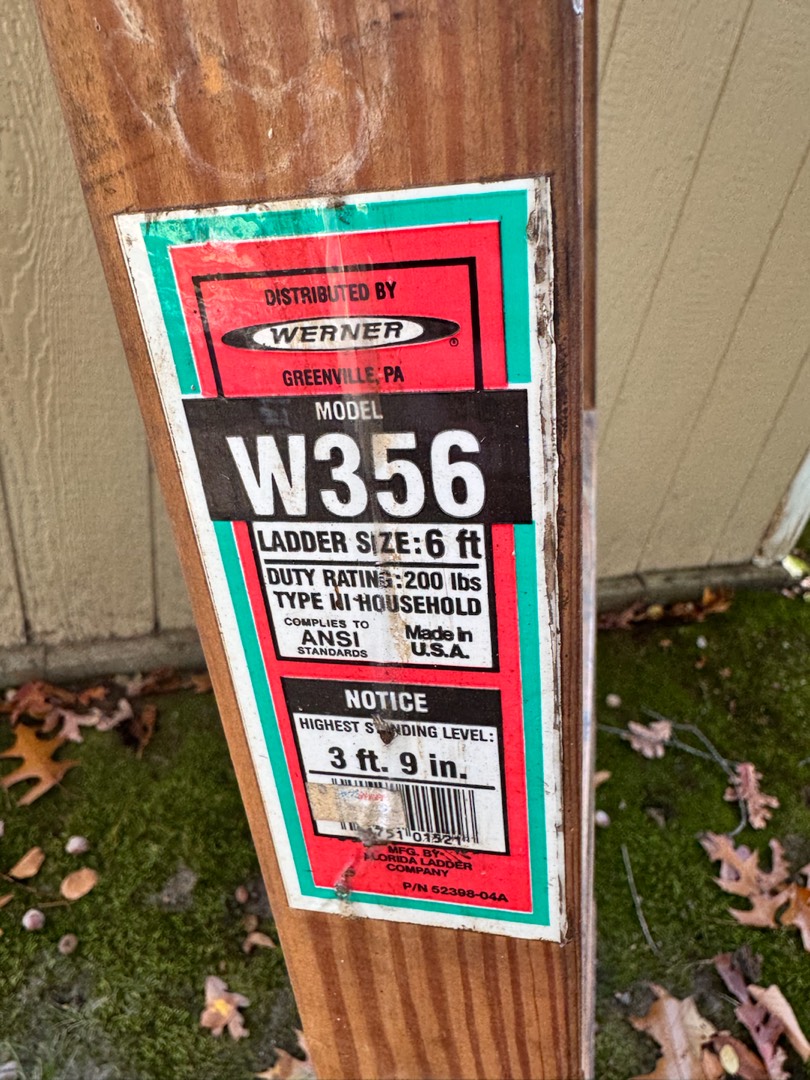 DISTRIBUTED BY
WERNER
GREENVILLE, PA
MODEL
W356
LADDER SIZE: 6 ft
DUTY RATING: 200 lbs
TYPE III HOUSEHOLD
COMPLIES TO
ANSI
STANDARDS
Made in
U.S.A.
NOTICE
HIGHEST STANDING LEVEL:
3 ft. 9 in.
751 01521
MFG. BY
FLORIDA LADDER
COMPANY
P/N 52398-04A